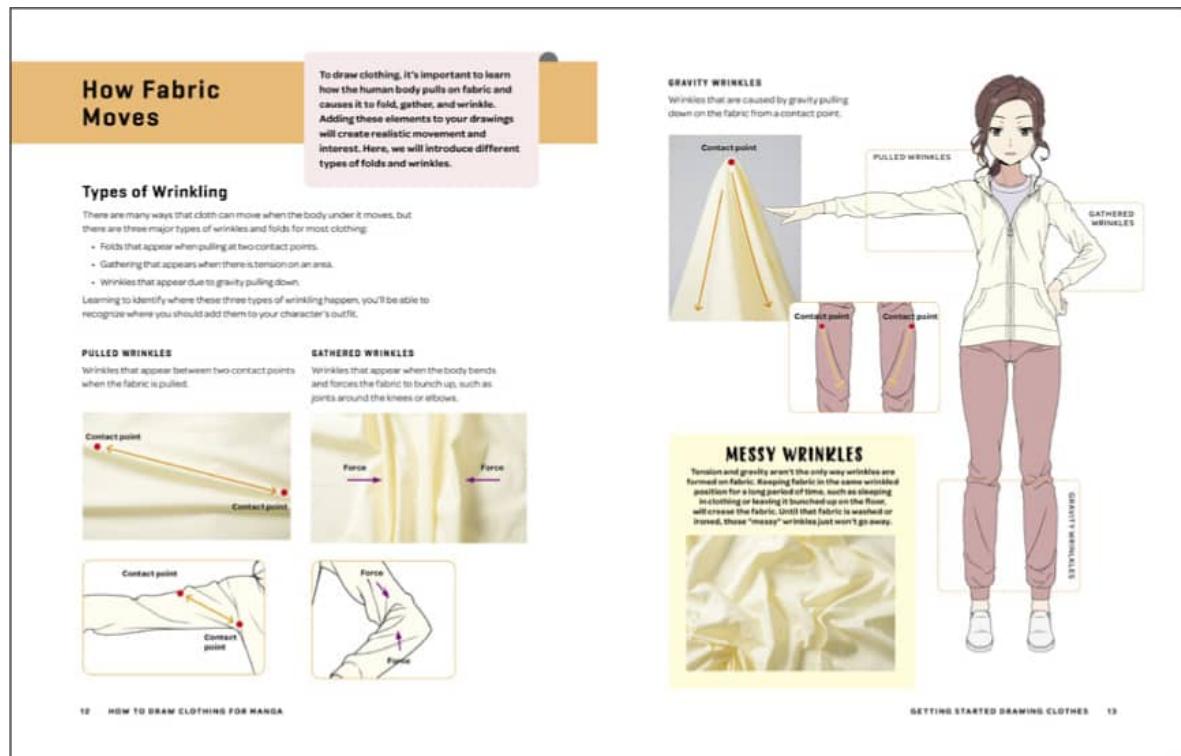 How Fabric
Moves
To draw clothing, it's important to learn
how the human body pulls on fabric and
causes it to fold, gather, and wrinkle.
Adding these elements to your drawings
will create realistic movement and
interest. Here, we will introduce different
types of folds and wrinkles.
Types of Wrinkling
There are many ways that cloth can move when the body under it moves, but
there are three major types of wrinkles and folds for most clothing:
• Folds that appear when pulling at two contact points.
• Gathering that appears when there is tension on an area.
• Wrinkles that appear due to gravity pulling down.
Learning to identify where these three types of wrinkling happen, you'll be able to
recognize where you should add them to your character's outfit.
PULLED WRINKLES
Wrinkles that appear between two contact points
when the fabric is pulled.
Contact point
Contact point
Contact point
Contact
point
GATHERED WRINKLES
Wrinkles that appear when the body bends
and forces the fabric to bunch up, such as
joints around the knees or elbows.
Force
Force
Force
Force
12 HOW TO DRAW CLOTHING FOR MANGA
GRAVITY WRINKLES
Wrinkles that are caused by gravity pulling
down on the fabric from a contact point.
Contact point
PULLED WRINKLES
GATHERED
WRINKLES
Contact point
Contact point
GRAVITY WRINKLES
MESSY WRINKLES
Tension and gravity aren't the only way wrinkles are
formed on fabric. Keeping fabric in the same wrinkled
position for a long period of time, such as sleeping
in clothing or leaving it bunched up on the floor,
will crease the fabric. Until that fabric is washed or
ironed, those "messy" wrinkles just won't go away.
GETTING STARTED DRAWING CLOTHES 13